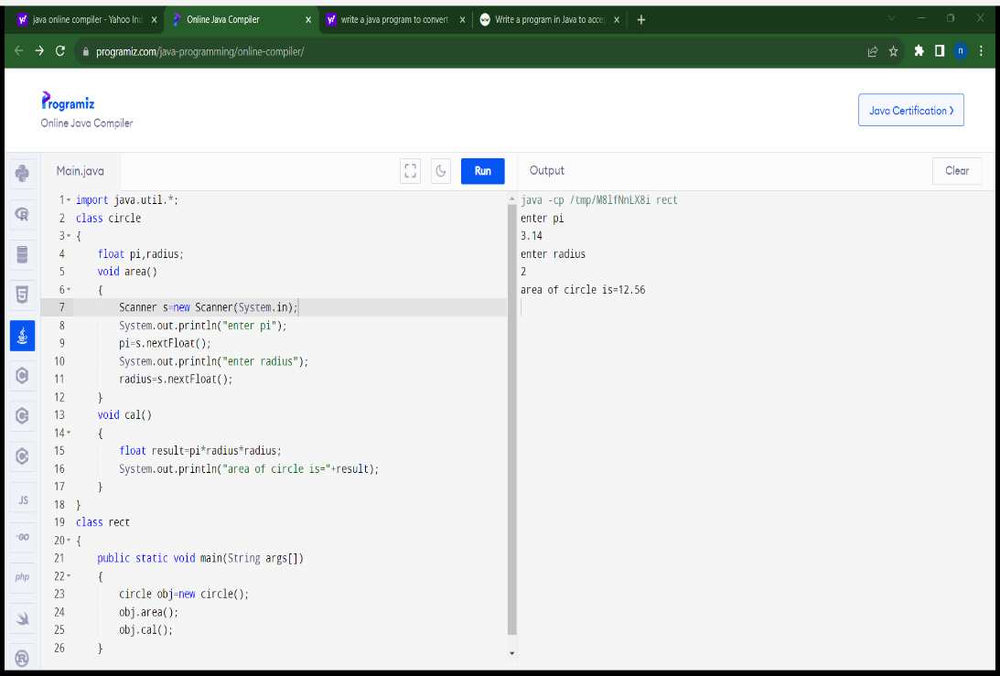 java online compiler - Yahoo Ind
Online Java Compiler
write a java program to convert
Write a program in Java to acce
programiz.com/java-programming/online-compiler/
n
Programiz
Online Java Compiler
Java Certification
Main.java
Run
Output
Clear
1 import java.util.*;
2 class circle
3 {
4 float pi,radius;
5 void area()
6 {
7 Scanner s=new Scanner(System.in);
8 System.out.println("enter pi");
9 pi=s.nextFloat();
10 System.out.println("enter radius");
11 radius=s.nextFloat();
12 }
13 void cal()
14 {
15 float result=pi*radius*radius;
16 System.out.println("area of circle is="+result);
17 }
18 }
19 class rect
20 {
21 public static void main(String args[])
22 {
23 circle obj=new circle();
24 obj.area();
25 obj.cal();
26 }
java -cp /tmp/M8lfNnLX8i rect
enter pi
3.14
enter radius
2
area of circle is=12.56
JS
GO
php